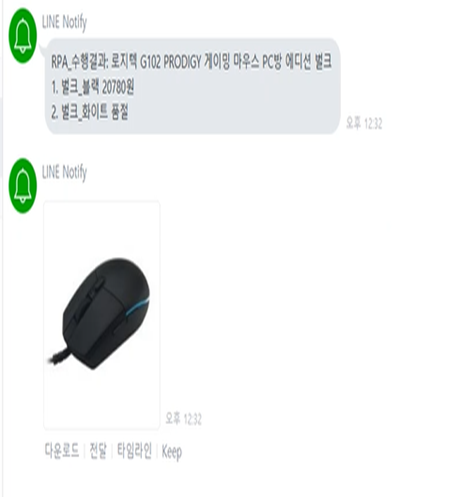 LINE Notify
RPA_수행결과: 로지텍 G102 PRODIGY 게이밍 마우스 PC방 에디션 벌크
1. 벌크_블랙 20780원
2. 벌크_화이트 품절
오후 12:32
LINE Notify
오후 12:32
다운로드 | 전달 | 타임라인 | Keep